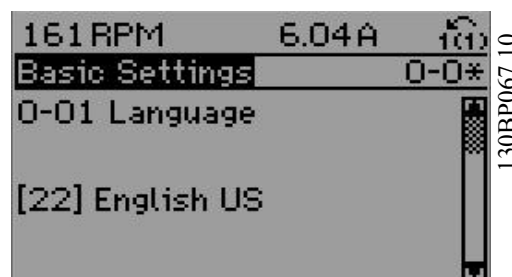 161 RPM 6.04 A 1(1)
Basic Settings 0-0*
0-01 Language
[22] English US
130BP067.10